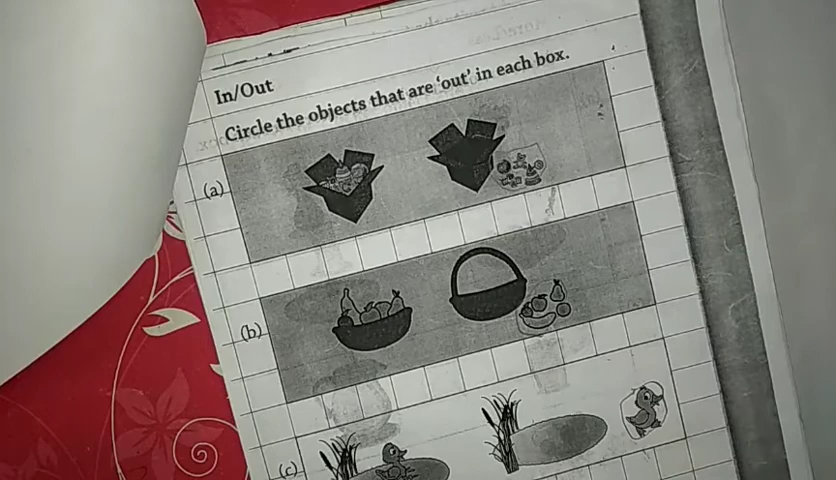 In/Out
Circle the objects that are ‘out’ in each box.
(a)
(b)
(c)